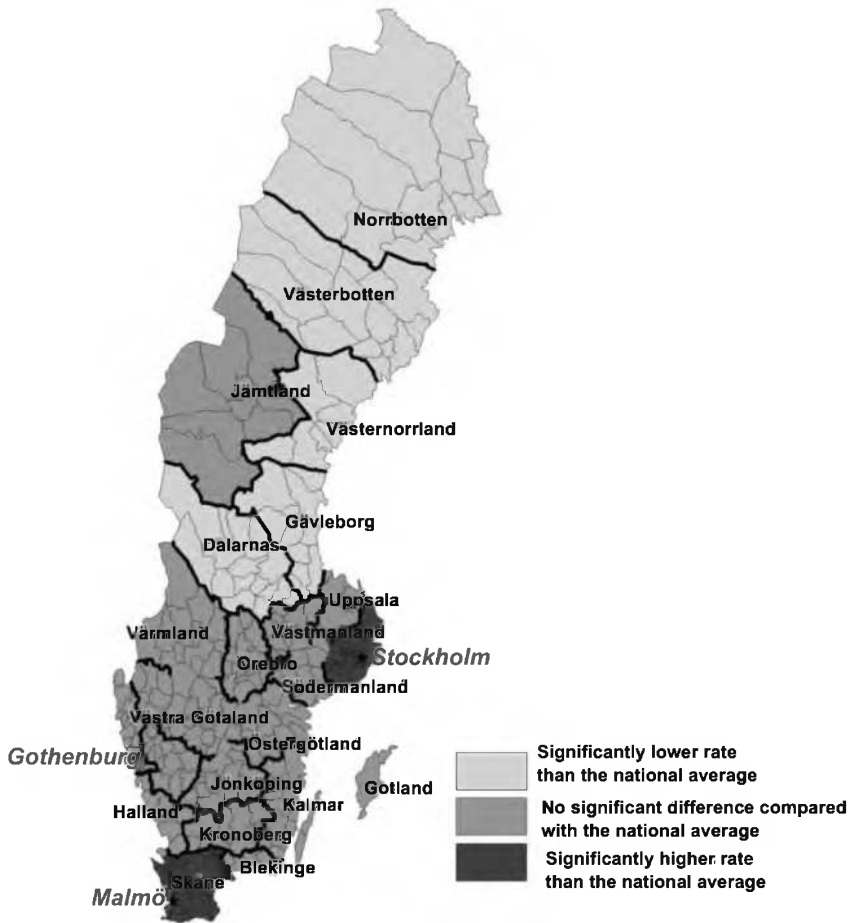 Norrbotten
Västerbotten
Jämtland
Västernorrland
Gävleborg
Dalarnas
Uppsala
Värmland
Västmanland
Örebro
Stockholm
Södermanland
Västra Götaland
Östergötland
Gothenburg
Jönköping
Gotland
Halland
Kalmar
Kronoberg
Blekinge
Skåne
Malmö
Significantly lower rate
than the national average
No significant difference compared
with the national average
Significantly higher rate
than the national average